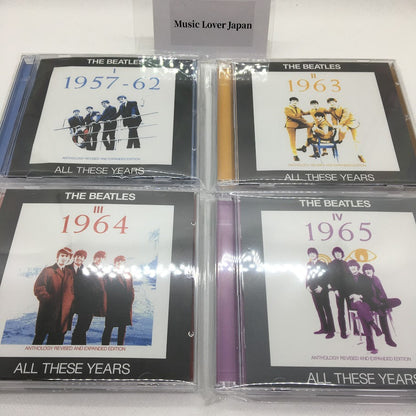 Music Lover Japan
THE BEATLES
I
1957-62
ANTHOLOGY REVISED AND EXPANDED EDITION
ALL THESE YEARS
THE BEATLES
II
1963
ANTHOLOGY REVISED AND EXPANDED EDITION
ALL THESE YEARS
THE BEATLES
III
1964
ANTHOLOGY REVISED AND EXPANDED EDITION
ALL THESE YEARS
THE BEATLES
IV
1965
ANTHOLOGY REVISED AND EXPANDED EDITION
ALL THESE YEARS